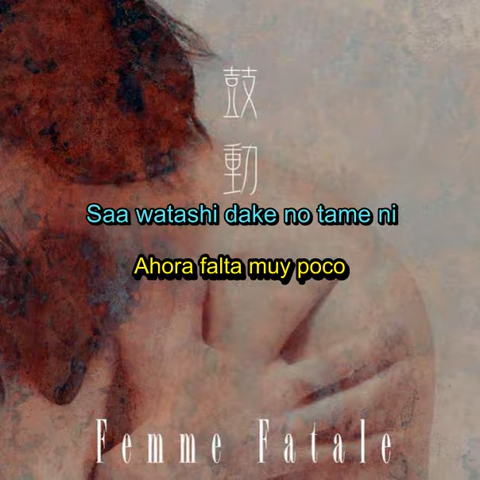 鼓動
Saa watashi dake no tame ni
Ahora falta muy poco
Femme Fatale